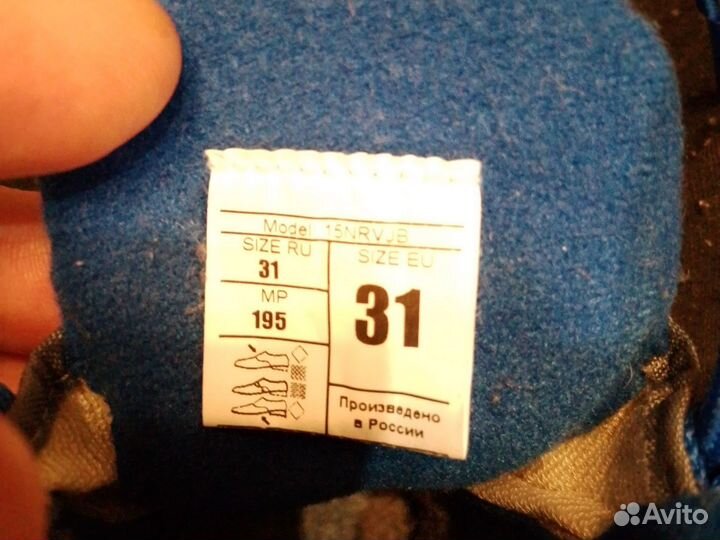 Model 15NRVJB
SIZE RU
31
MP
195
SIZE EU
31
Произведено
в России
Avito